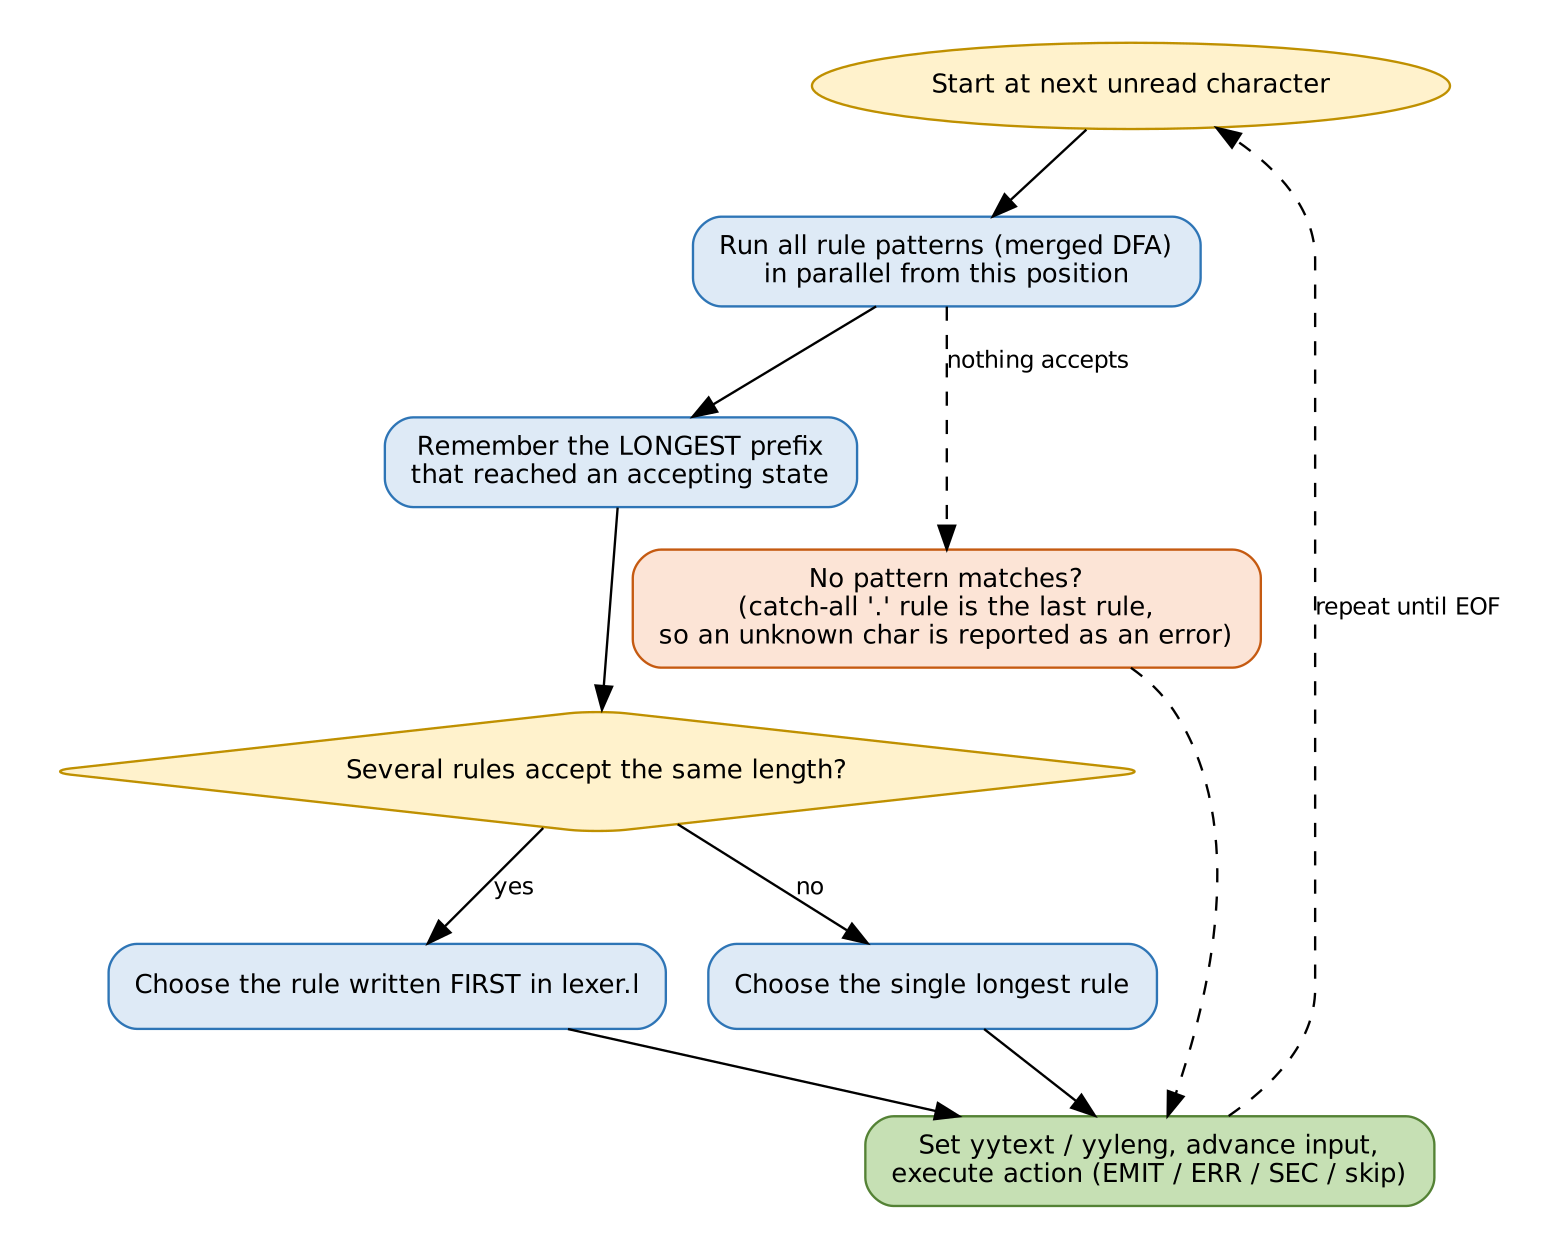 Start at next unread character
Run all rule patterns (merged DFA)
in parallel from this position
nothing accepts
Remember the LONGEST prefix
that reached an accepting state
No pattern matches?
(catch-all '.' rule is the last rule,
so an unknown char is reported as an error)
repeat until EOF
Several rules accept the same length?
yes
no
Choose the rule written FIRST in lexer.l
Choose the single longest rule
Set yytext / yyleng, advance input,
execute action (EMIT / ERR / SEC / skip)